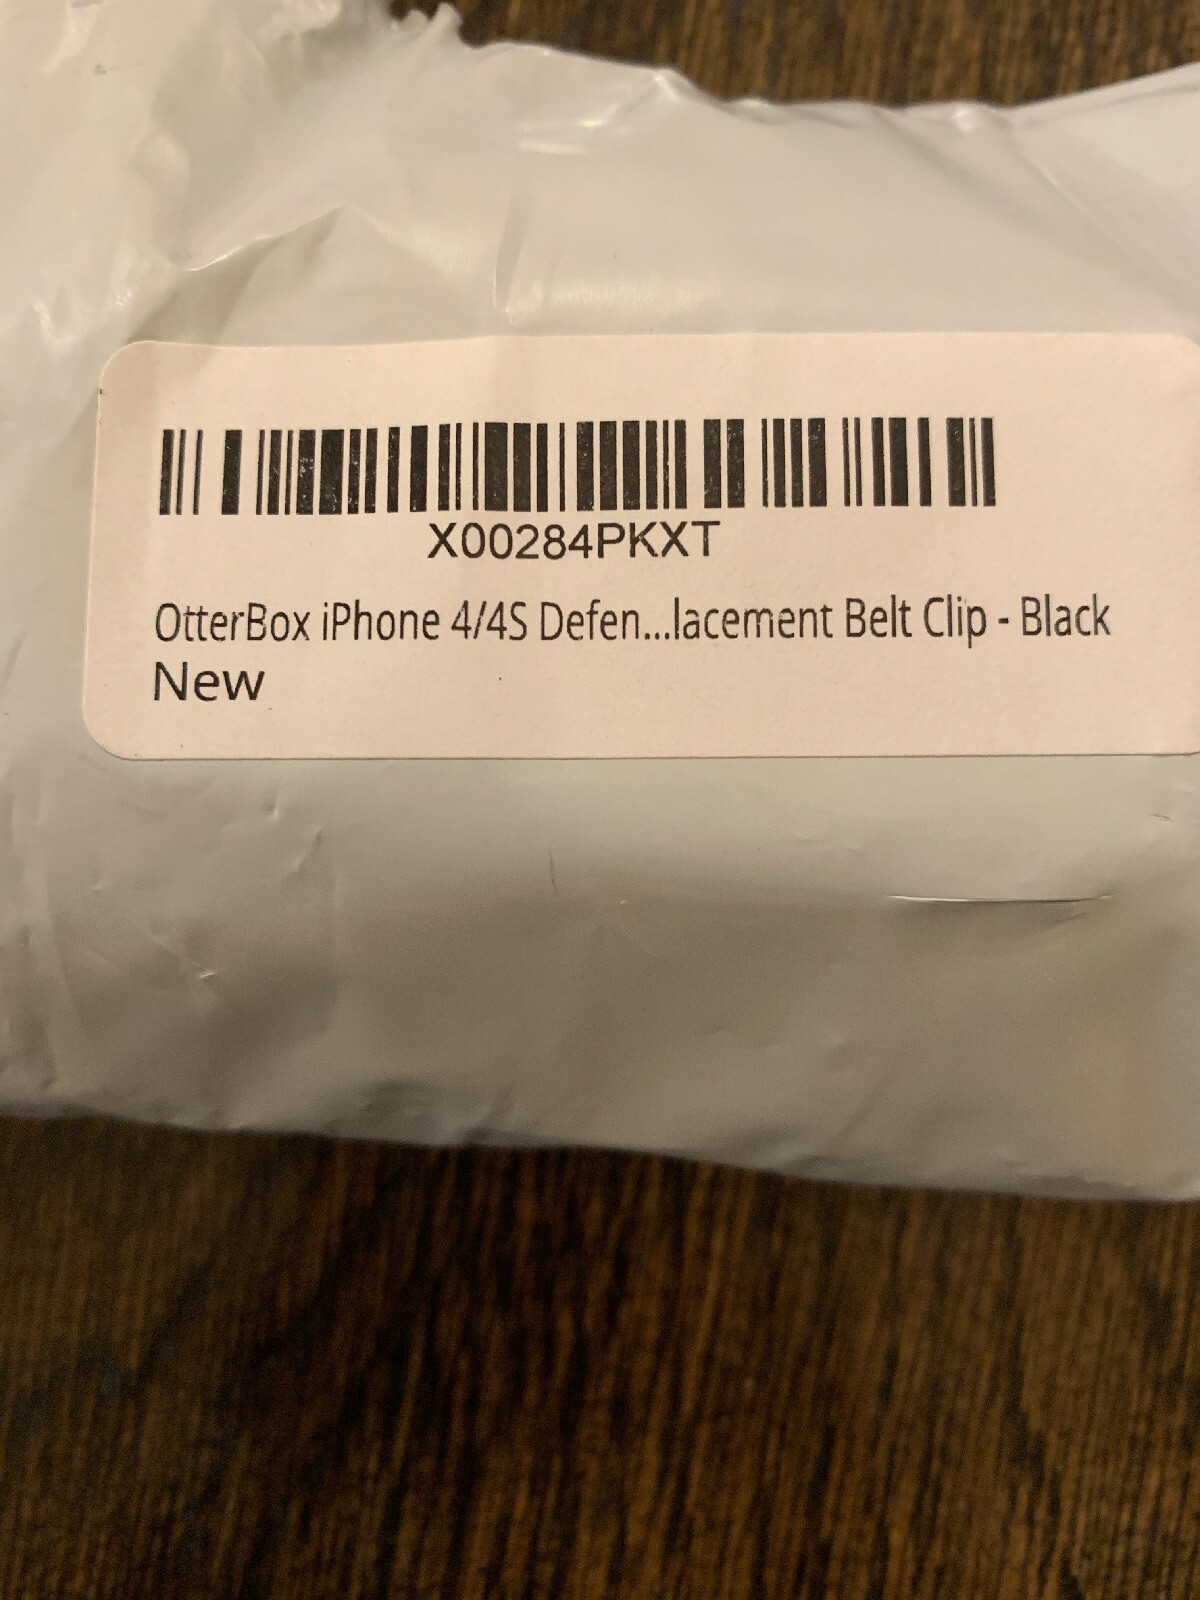 X00284PKXT
OtterBox iPhone 4/4S Defen...lacement Belt Clip - Black
New